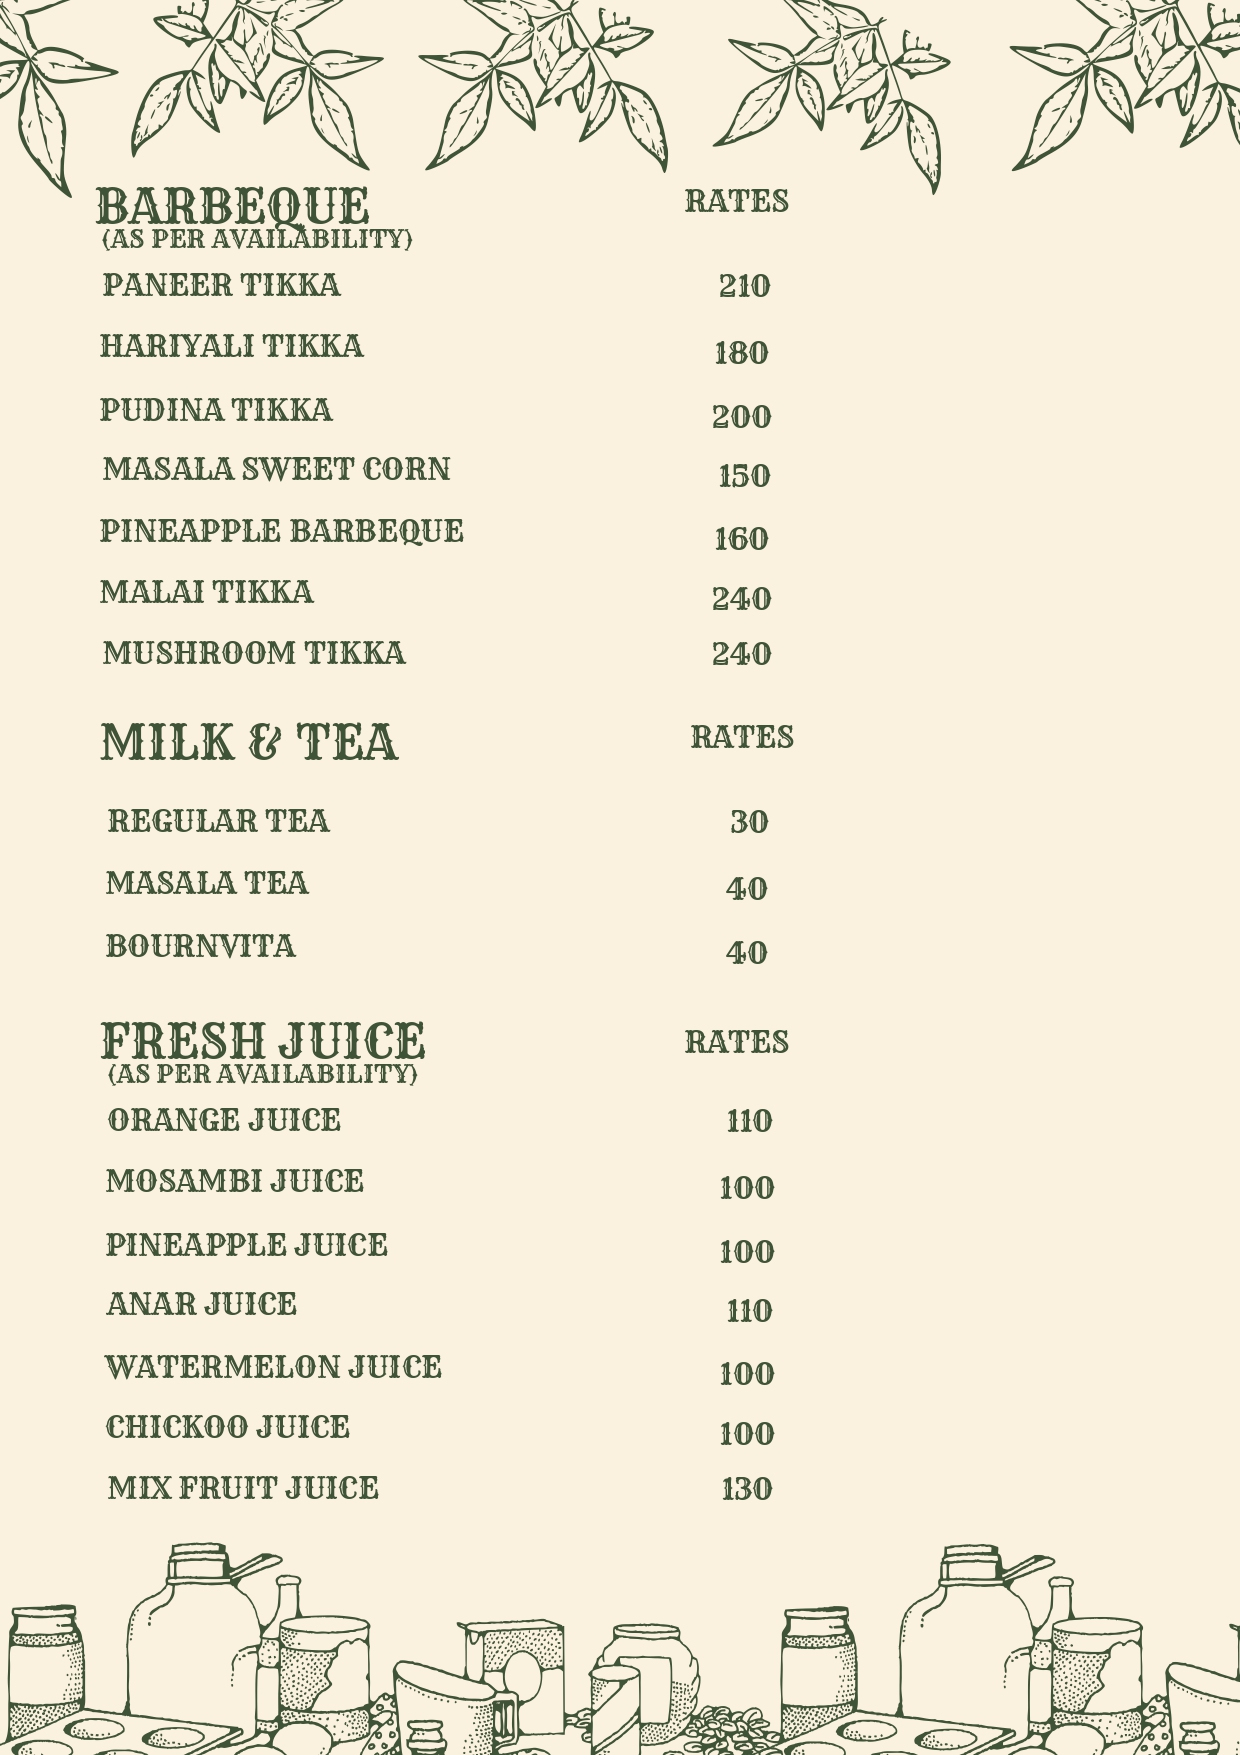 BARBEQUE RATES
(AS PER AVAILABILITY)
PANEER TIKKA 210
HARIYALI TIKKA 180
PUDINA TIKKA 200
MASALA SWEET CORN 150
PINEAPPLE BARBEQUE 160
MALAI TIKKA 240
MUSHROOM TIKKA 240
MILK & TEA RATES
REGULAR TEA 30
MASALA TEA 40
BOURNVITA 40
FRESH JUICE RATES
(AS PER AVAILABILITY)
ORANGE JUICE 110
MOSAMBI JUICE 100
PINEAPPLE JUICE 100
ANAR JUICE 110
WATERMELON JUICE 100
CHICKOO JUICE 100
MIX FRUIT JUICE 130